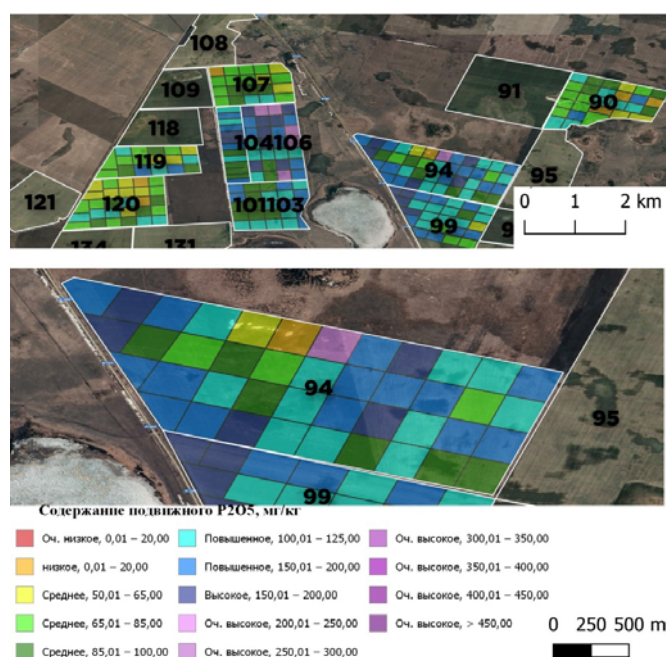 108
109
107
91
90
118
104106
119
94
95
121
120
101103
99
134
131
0 1 2 km
94
95
99
Содержание подвижного P2O5, мг/кг
Оч. низкое, 0,01 – 20,00
Повышенное, 100,01 – 125,00
Оч. высокое, 300,01 – 350,00
низкое, 0,01 – 20,00
Повышенное, 150,01 – 200,00
Оч. высокое, 350,01 – 400,00
Среднее, 50,01 – 65,00
Высокое, 150,01 – 200,00
Оч. высокое, 400,01 – 450,00
Среднее, 65,01 – 85,00
Оч. высокое, 200,01 – 250,00
Оч. высокое, > 450,00
Среднее, 85,01 – 100,00
Оч. высокое, 250,01 – 300,00
0 250 500 m